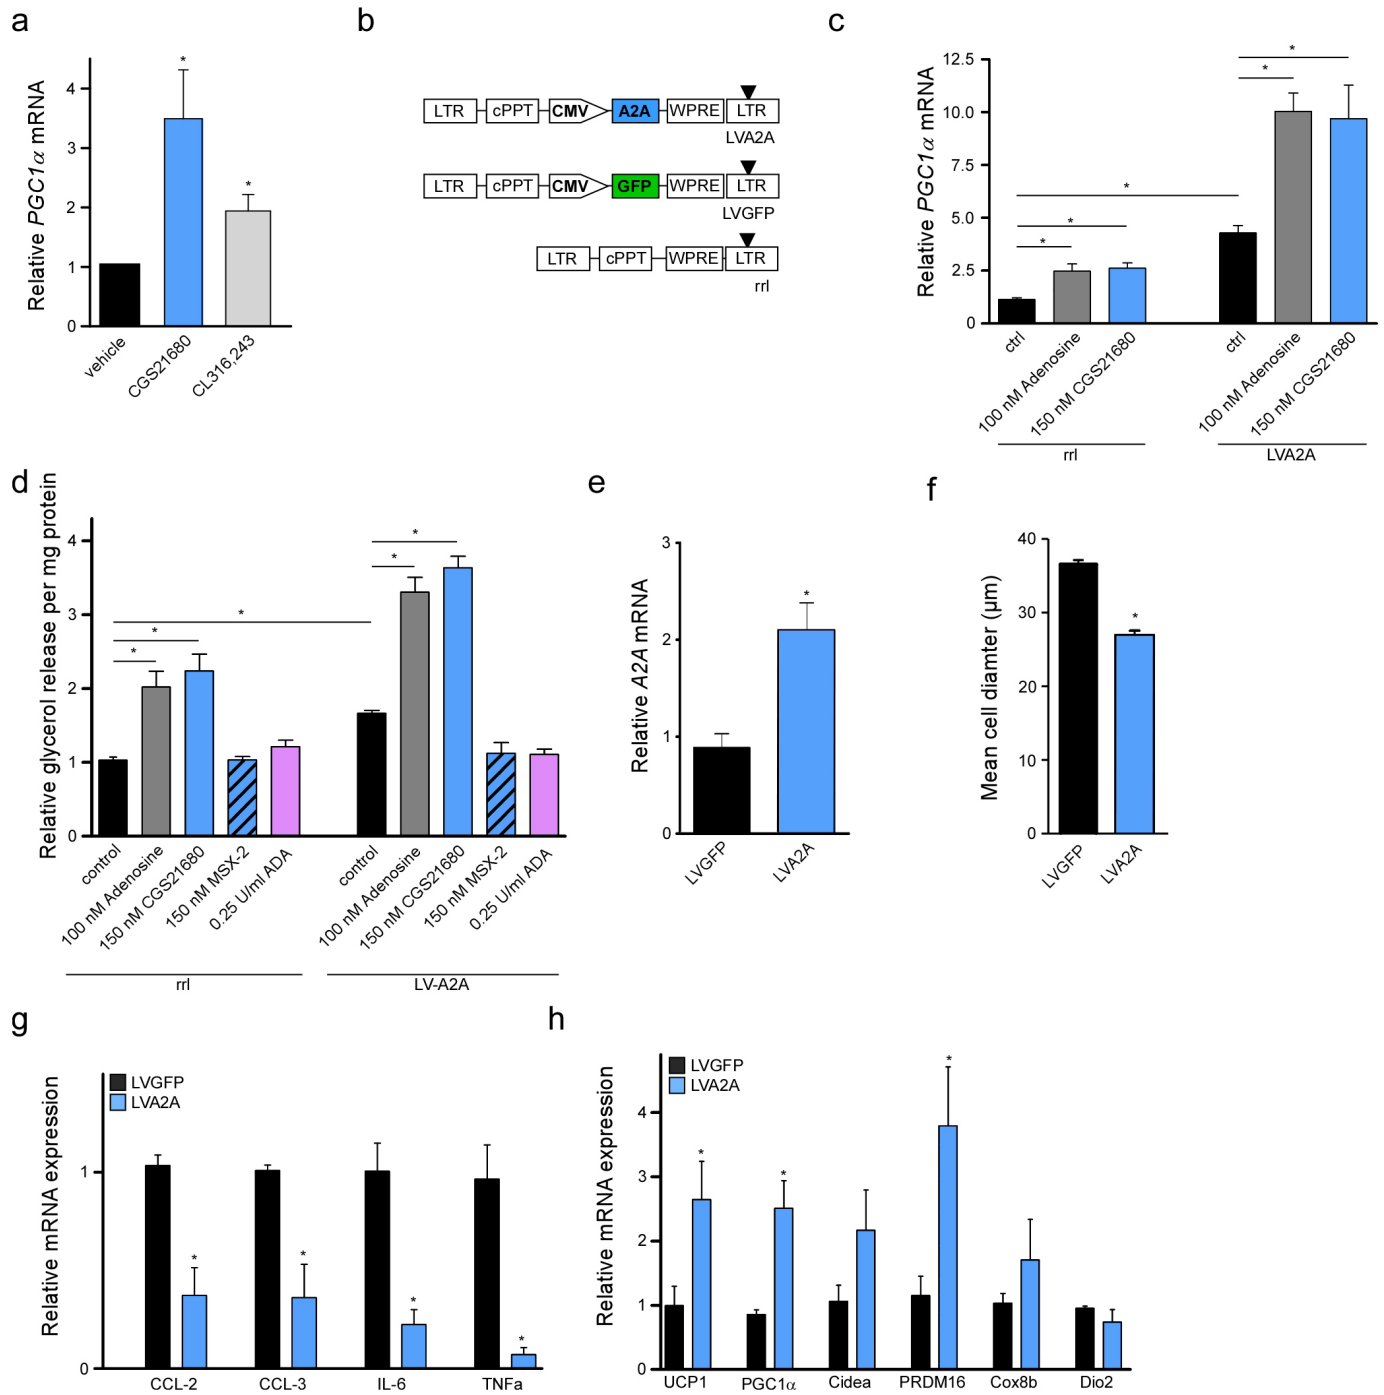 a
Relative PGC1α mRNA
4
3
2
1
0
*
*
vehicle
CGS21680
CL316,243
b
LTR cPPT CMV A2A WPRE LTR
LVA2A
LTR cPPT CMV GFP WPRE LTR
LVGFP
LTR cPPT WPRE LTR
rrl
c
Relative PGC1α mRNA
12.5
10.0
7.5
5.0
2.5
0
*
*
*
*
*
ctrl
100 nM Adenosine
150 nM CGS21680
ctrl
100 nM Adenosine
150 nM CGS21680
rrl
LVA2A
d
Relative glycerol release per mg protein
4
3
2
1
0
*
*
*
*
*
control
100 nM Adenosine
150 nM CGS21680
150 nM MSX-2
0.25 U/ml ADA
control
100 nM Adenosine
150 nM CGS21680
150 nM MSX-2
0.25 U/ml ADA
rrl
LV-A2A
e
Relative A2A mRNA
3
2
1
0
*
LVGFP
LVA2A
f
Mean cell diamter (µm)
40
30
20
10
0
*
LVGFP
LVA2A
g
Relative mRNA expression
LVGFP
LVA2A
1
0
*
*
*
*
CCL-2
CCL-3
IL-6
TNFa
h
Relative mRNA expression
LVGFP
LVA2A
4
3
2
1
0
*
*
*
UCP1
PGC1α
Cidea
PRDM16
Cox8b
Dio2